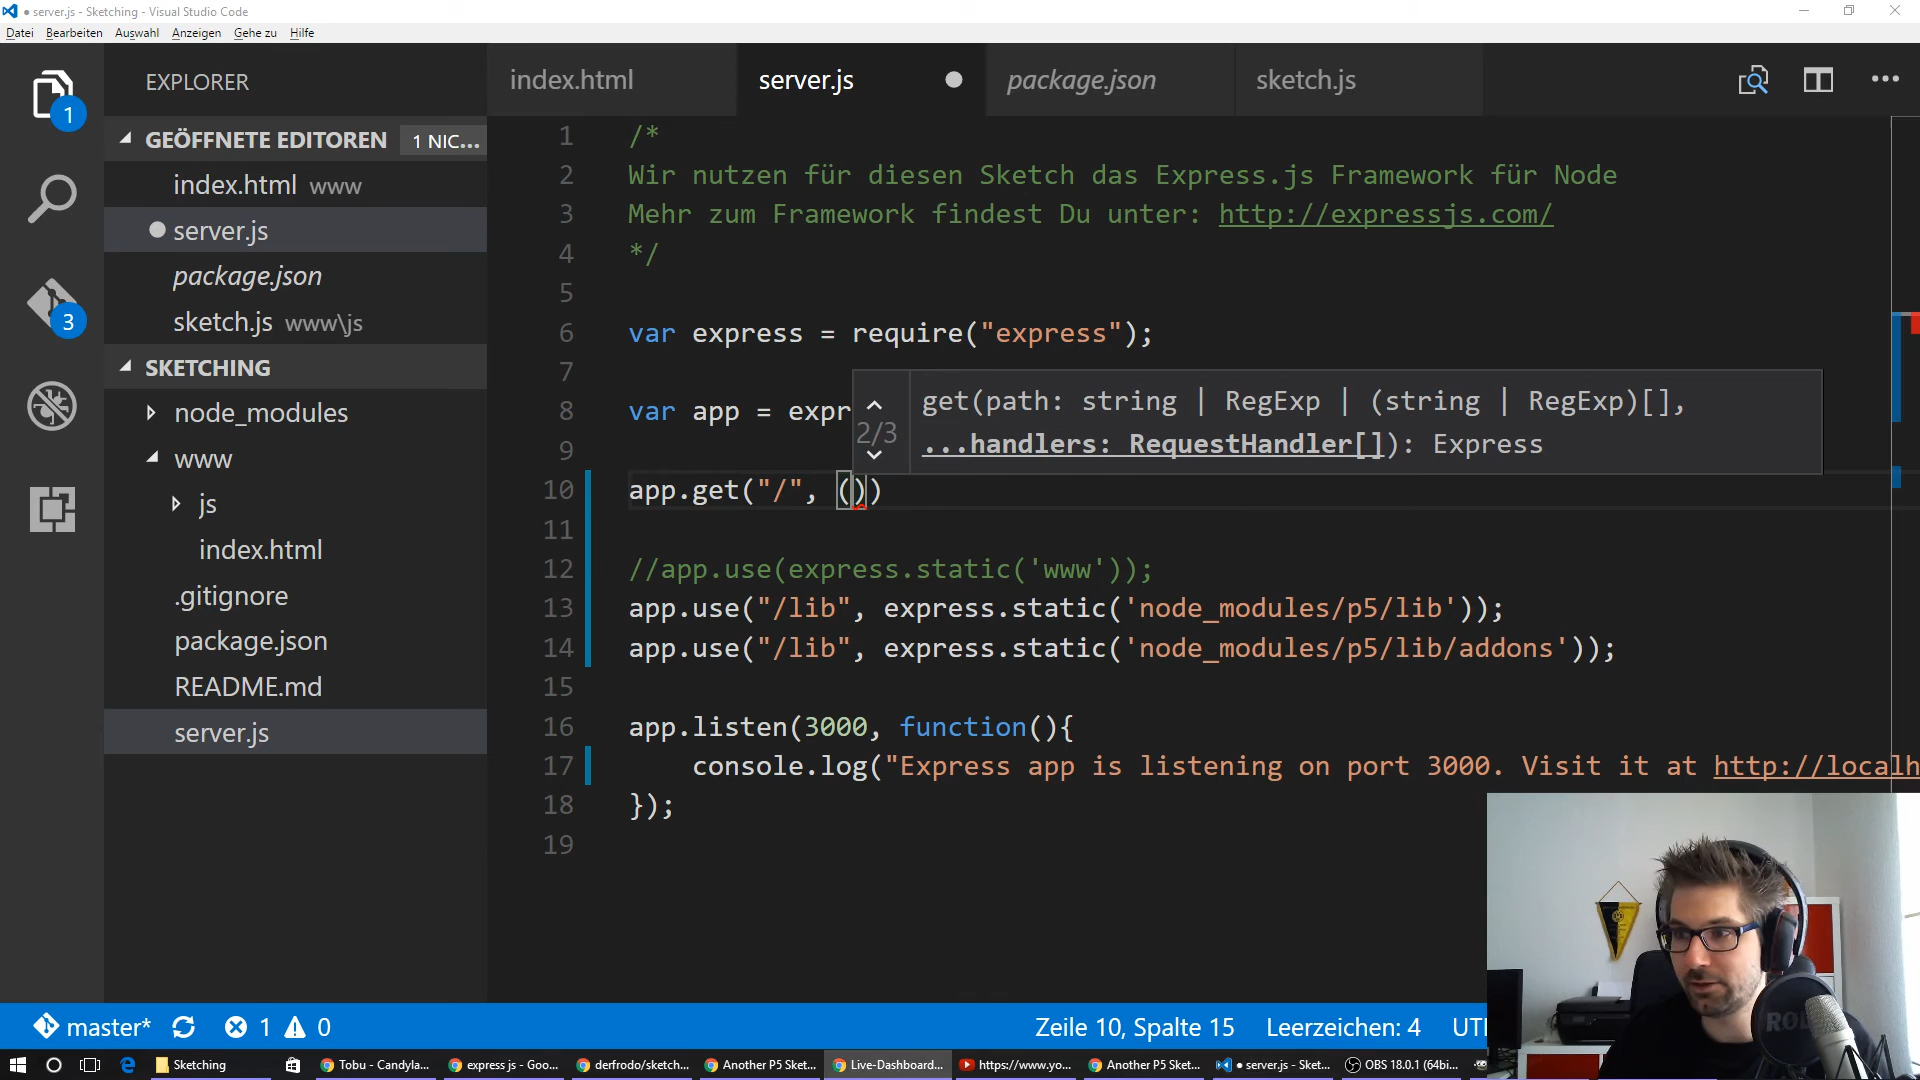 ● server.js - Sketching - Visual Studio Code
Datei Bearbeiten Auswahl Anzeigen Gehe zu Hilfe
EXPLORER
index.html
server.js
package.json
sketch.js
1
GEÖFFNETE EDITOREN
1 NIC...
index.html www
server.js
package.json
sketch.js www\js
3
SKETCHING
node_modules
www
js
index.html
.gitignore
package.json
README.md
server.js
1 /*
2 Wir nutzen für diesen Sketch das Express.js Framework für Node
3 Mehr zum Framework findest Du unter: http://expressjs.com/
4 */
5
6 var express = require("express");
7
8 var app = expr
9
10 app.get("/", ())
11
12 //app.use(express.static('www'));
13 app.use("/lib", express.static('node_modules/p5/lib'));
14 app.use("/lib", express.static('node_modules/p5/lib/addons'));
15
16 app.listen(3000, function(){
17 console.log("Express app is listening on port 3000. Visit it at http://localh
18 });
19
2/3
get(path: string | RegExp | (string | RegExp)[],
...handlers: RequestHandler[]): Express
master* 1 0
Zeile 10, Spalte 15 Leerzeichen: 4 UTF
Sketching
Tobu - Candyla...
express js - Goo...
derfrodo/sketch...
Another P5 Sket...
Live-Dashboard...
https://www.yo...
Another P5 Sket...
● server.js - Sket...
OBS 18.0.1 (64bi...